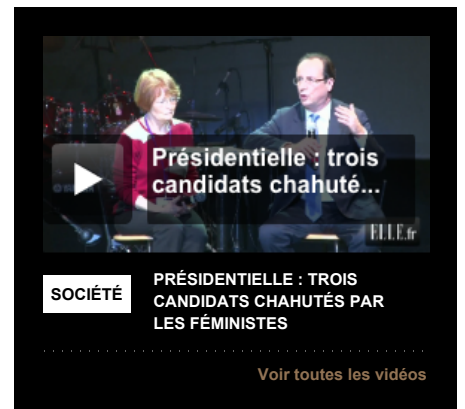 Présidentielle : trois
candidats chahuté...
ELLE.fr
SOCIÉTÉ
PRÉSIDENTIELLE : TROIS
CANDIDATS CHAHUTÉS PAR
LES FÉMINISTES
Voir toutes les vidéos